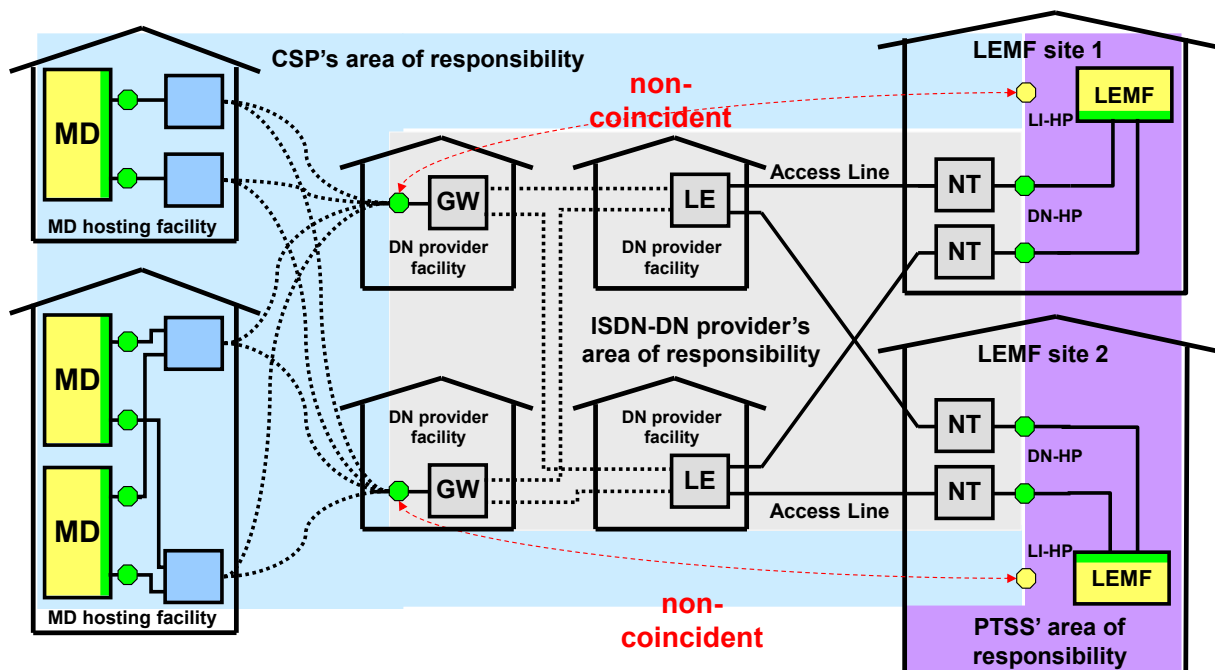 CSP's area of responsibility
LEMF site 1
non-
coincident
MD
LEMF
LI-HP
MD hosting facility
GW
DN provider
facility
LE
DN provider
facility
Access Line
NT
DN-HP
NT
ISDN-DN provider's
area of responsibility
LEMF site 2
MD
MD
MD hosting facility
DN provider
facility
GW
DN provider
facility
LE
Access Line
NT
DN-HP
NT
LI-HP
LEMF
non-
coincident
PTSS' area of
responsibility